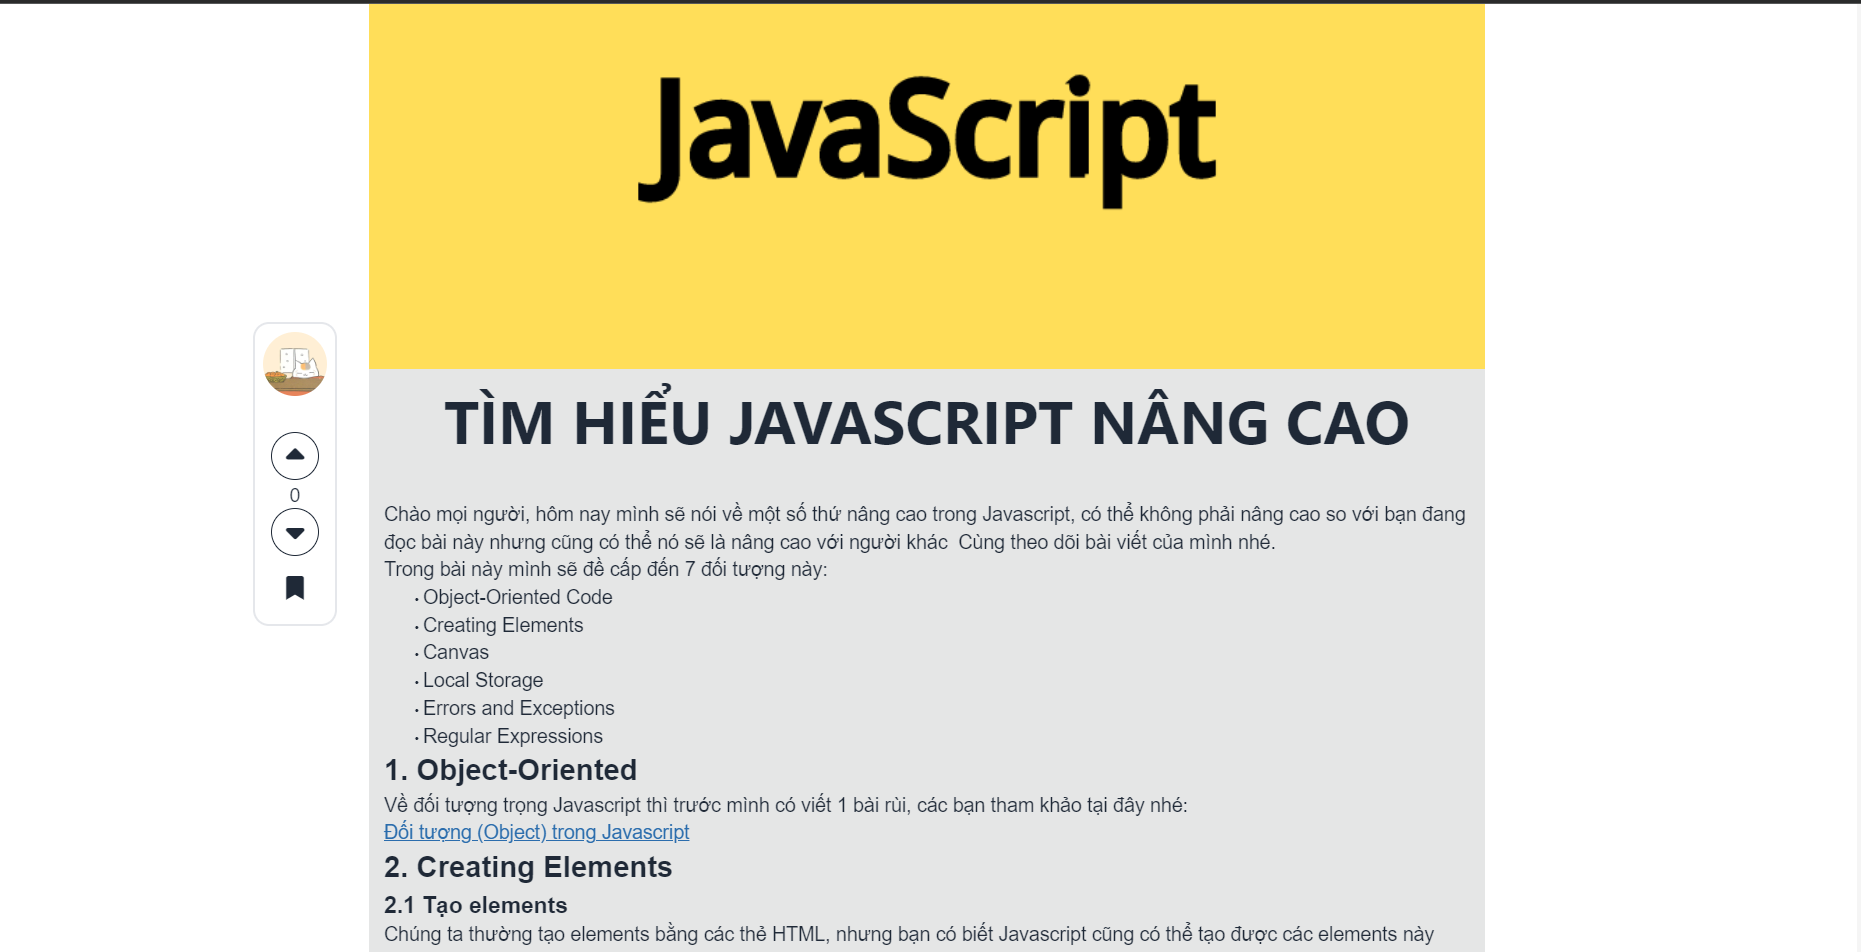 JavaScript
TÌM HIỂU JAVASCRIPT NÂNG CAO
0
Chào mọi người, hôm nay mình sẽ nói về một số thứ nâng cao trong Javascript, có thể không phải nâng cao so với bạn đang
đọc bài này nhưng cũng có thể nó sẽ là nâng cao với người khác  Cùng theo dõi bài viết của mình nhé.
Trong bài này mình sẽ đề cấp đến 7 đối tượng này:
• Object-Oriented Code
• Creating Elements
• Canvas
• Local Storage
• Errors and Exceptions
• Regular Expressions
1. Object-Oriented
Về đối tượng trọng Javascript thì trước mình có viết 1 bài rùi, các bạn tham khảo tại đây nhé:
Đối tượng (Object) trong Javascript
2. Creating Elements
2.1 Tạo elements
Chúng ta thường tạo elements bằng các thẻ HTML, nhưng bạn có biết Javascript cũng có thể tạo được các elements này